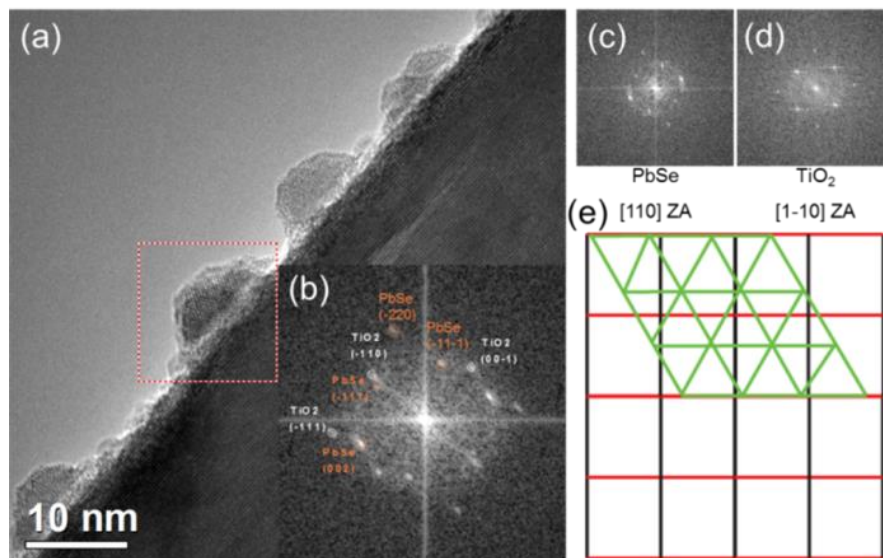 (a)
(c)
(d)
PbSe
TiO2
(e)
[110] ZA
[1-10] ZA
(b)
PbSe
(-220)
TiO2
(-110)
PbSe
(-11-1)
TiO2
(00-1)
PbSe
(-111)
TiO2
(-111)
PbSe
(002)
10 nm